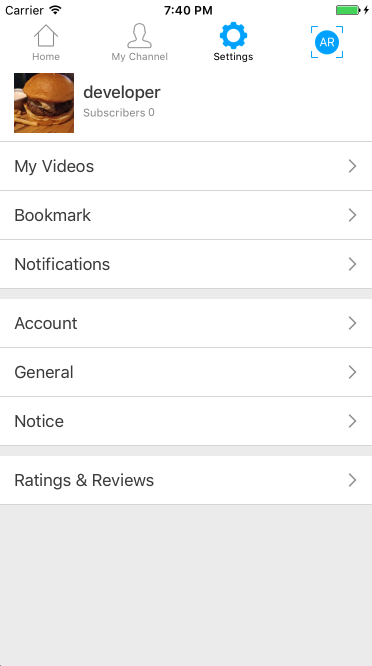 Carrier 7:40 PM
Home My Channel Settings AR
developer
Subscribers 0
My Videos
Bookmark
Notifications
Account
General
Notice
Ratings & Reviews